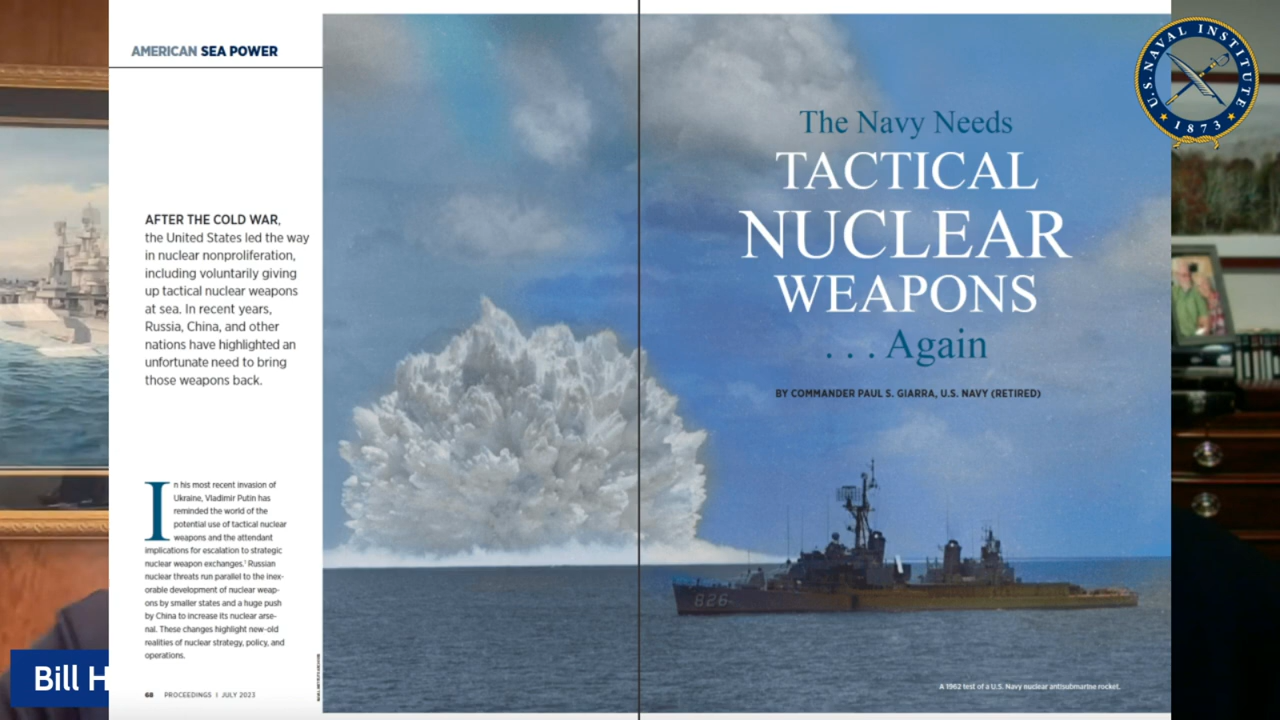 AMERICAN SEA POWER
AFTER THE COLD WAR,
the United States led the way
in nuclear nonproliferation,
including voluntarily giving
up tactical nuclear weapons
at sea. In recent years,
Russia, China, and other
nations have highlighted an
unfortunate need to bring
those weapons back.
In his most recent invasion of
Ukraine, Vladimir Putin has
reminded the world of the
potential use of tactical nuclear
weapons and the attendant
implications for escalation to strategic
nuclear weapon exchanges.¹ Russian
nuclear threats run parallel to the inex-
orable development of nuclear weap-
ons by smaller states and a huge push
by China to increase its nuclear arse-
nal. These changes highlight new-old
realities of nuclear strategy, policy, and
operations.
68 PROCEEDINGS | JULY 2023
The Navy Needs
TACTICAL
NUCLEAR
WEAPONS
. . . Again
BY COMMANDER PAUL S. GIARRA, U.S. NAVY (RETIRED)
826
A 1962 test of a U.S. Navy nuclear antisubmarine rocket.
U.S. NAVAL INSTITUTE
1873
Bill H